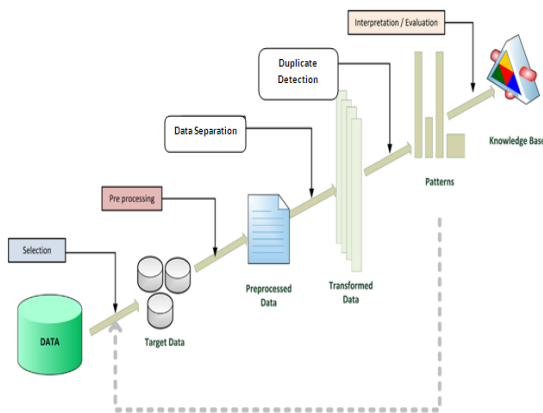 Interpretation / Evaluation
Duplicate
Detection
Knowledge Base
Data Separation
Patterns
Pre processing
Preprocessed
Data
Transformed
Data
Selection
DATA
Target Data